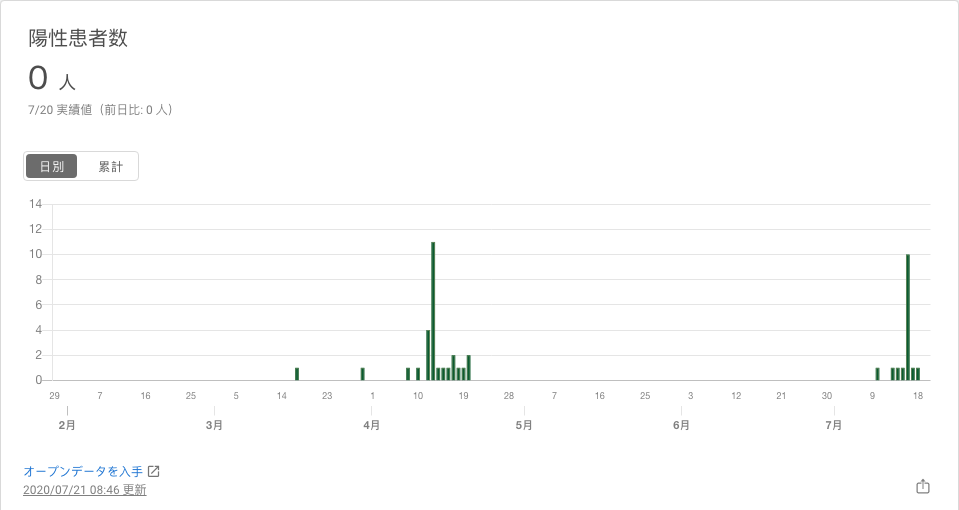 陽性患者数
0 人
7/20 実績値（前日比: 0 人）
日別 累計
14
12
10
8
6
4
2
0
29 7 16 25 5 14 23 1 10 19 28 7 16 25 3 12 21 30 9 18
2月 3月 4月 5月 6月 7月
オープンデータを入手
2020/07/21 08:46 更新